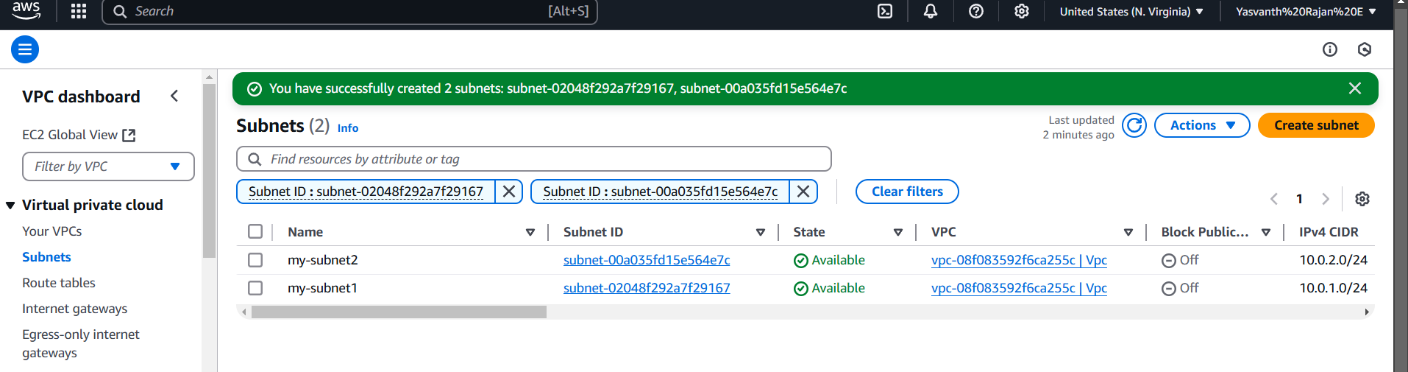 aws
Search [Alt+S] United States (N. Virginia) Yasvanth%20Rajan%20E
VPC dashboard
EC2 Global View
Filter by VPC
Virtual private cloud
Your VPCs
Subnets
Route tables
Internet gateways
Egress-only internet
gateways
You have successfully created 2 subnets: subnet-02048f292a7f29167, subnet-00a035fd15e564e7c
Subnets (2) Info
Last updated
2 minutes ago
Actions
Create subnet
Find resources by attribute or tag
Subnet ID : subnet-02048f292a7f29167
Subnet ID : subnet-00a035fd15e564e7c
Clear filters
1
Name Subnet ID State VPC Block Public... IPv4 CIDR
my-subnet2 subnet-00a035fd15e564e7c Available vpc-08f083592f6ca255c | Vpc Off 10.0.2.0/24
my-subnet1 subnet-02048f292a7f29167 Available vpc-08f083592f6ca255c | Vpc Off 10.0.1.0/24